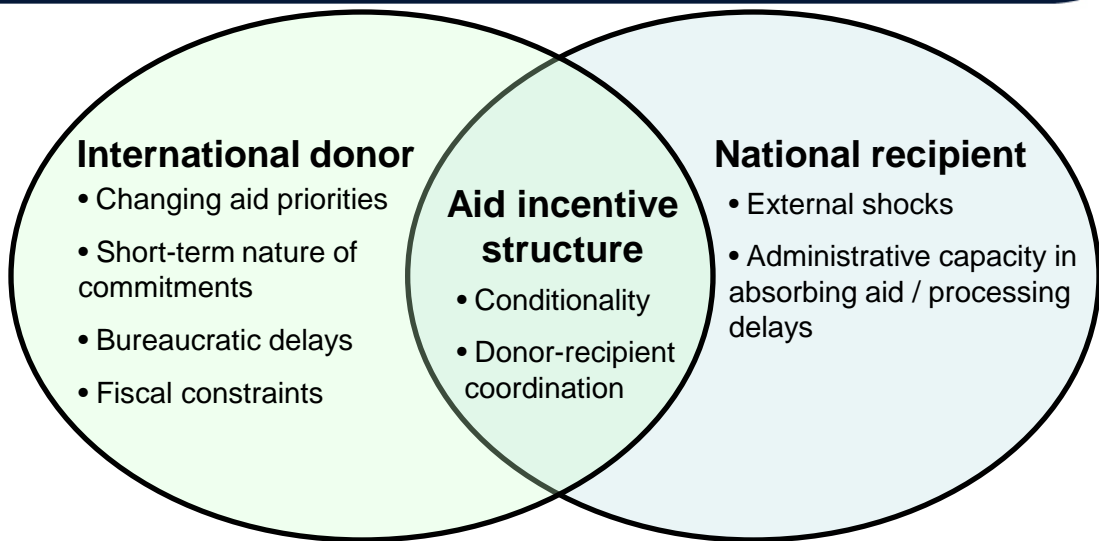 International donor
• Changing aid priorities
• Short-term nature of
commitments
• Bureaucratic delays
• Fiscal constraints
Aid incentive
structure
• Conditionality
• Donor-recipient
coordination
National recipient
• External shocks
• Administrative capacity in
absorbing aid / processing
delays